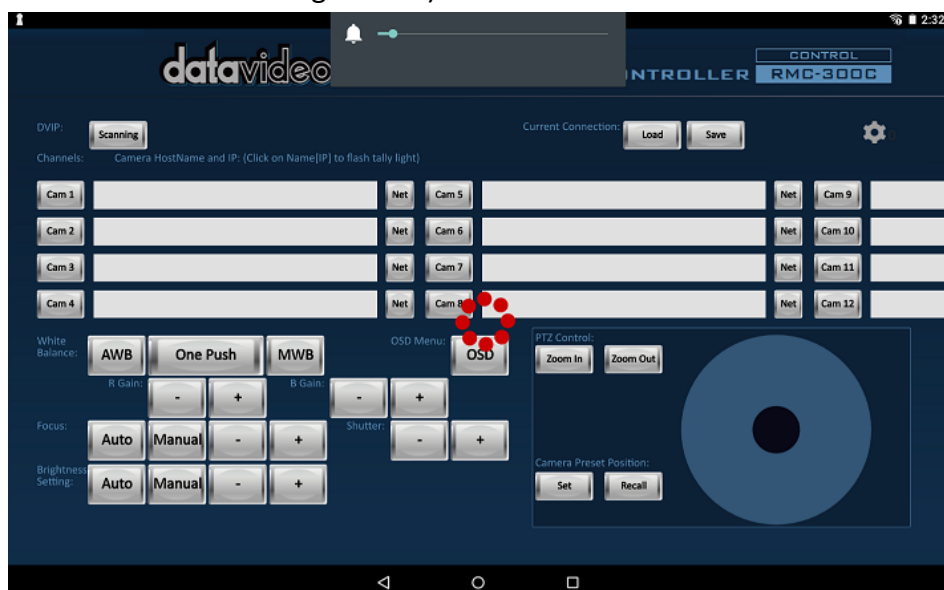 2:32
datavideo
NTROLLER
CONTROL
RMC-300C
DVIP:
Scanning
Current Connection:
Load
Save
Channels:
Camera HostName and IP: (Click on Name[IP] to flash tally light)
Cam 1
Net
Cam 5
Net
Cam 9
Cam 2
Net
Cam 6
Net
Cam 10
Cam 3
Net
Cam 7
Net
Cam 11
Cam 4
Net
Cam 8
Net
Cam 12
White
Balance:
AWB
One Push
MWB
OSD Menu:
OSD
R Gain:
-
+
B Gain:
-
+
Focus:
Auto
Manual
-
+
Shutter:
-
+
Brightness
Setting:
Auto
Manual
-
+
PTZ Control:
Zoom In
Zoom Out
Camera Preset Position:
Set
Recall